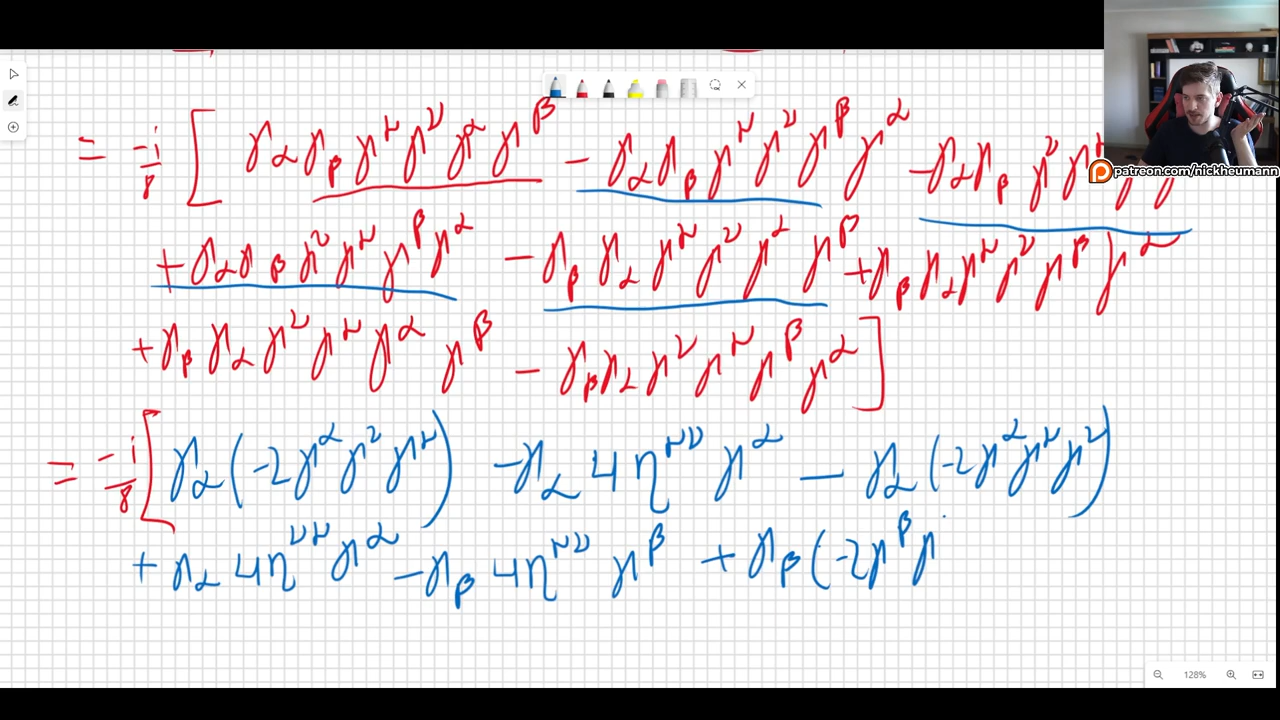 = -i/8 [ γ_α γ_β γ^μ γ^ν γ^α γ^β − γ_α γ_β γ^μ γ^ν γ^β γ^α − γ_α γ_β γ^ν γ^μ
patreon.com/nickheumann
+ γ_α γ_β γ^ν γ^μ γ^β γ^α − γ_β γ_α γ^μ γ^ν γ^α γ^β + γ_β γ_α γ^μ γ^ν γ^β γ^α
+ γ_β γ_α γ^ν γ^μ γ^α γ^β − γ_β γ_α γ^ν γ^μ γ^β γ^α ]
= -i/8 [ γ_α (-2γ^α γ^ν γ^μ) − γ_α 4η^μν γ^α − γ_α (-2γ^α γ^μ γ^ν)
+ γ_α 4η^νμ γ^α − γ_β 4η^μν γ^β + γ_β (-2γ^β γ
128%